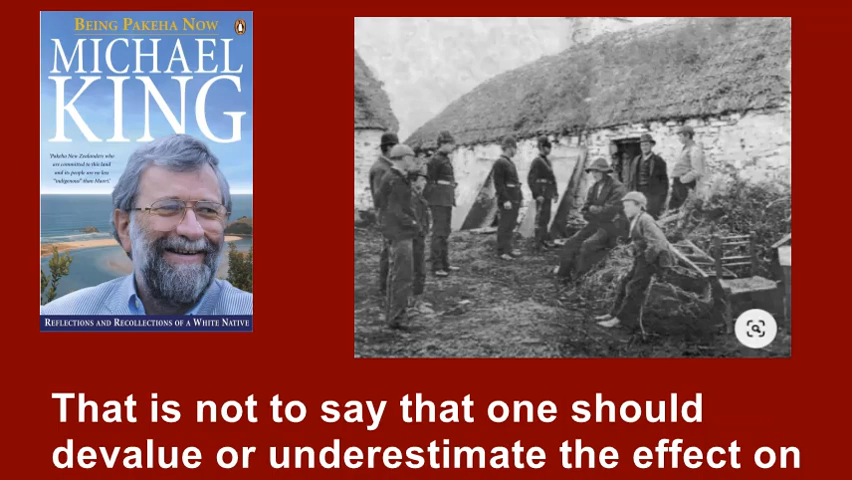 BEING PAKEHA NOW
MICHAEL
KING
'Pakeha New Zealanders who
are committed to this land
and its people are no less
"indigenous" than Maori'.
REFLECTIONS AND RECOLLECTIONS OF A WHITE NATIVE
That is not to say that one should
devalue or underestimate the effect on